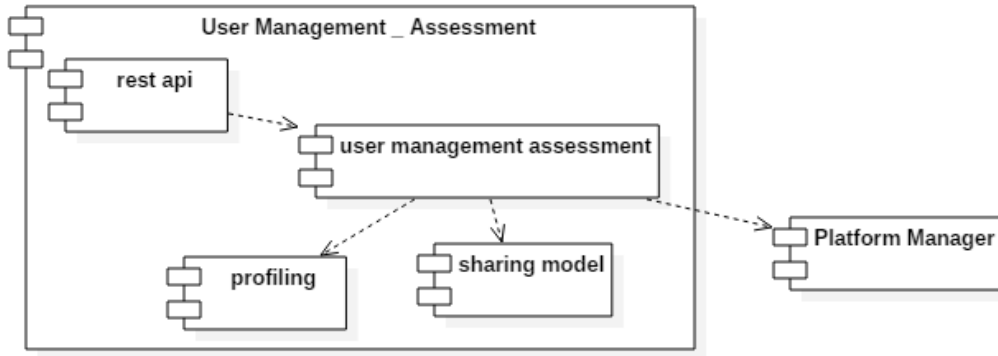 User Management _ Assessment
rest api
user management assessment
Platform Manager
profiling
sharing model